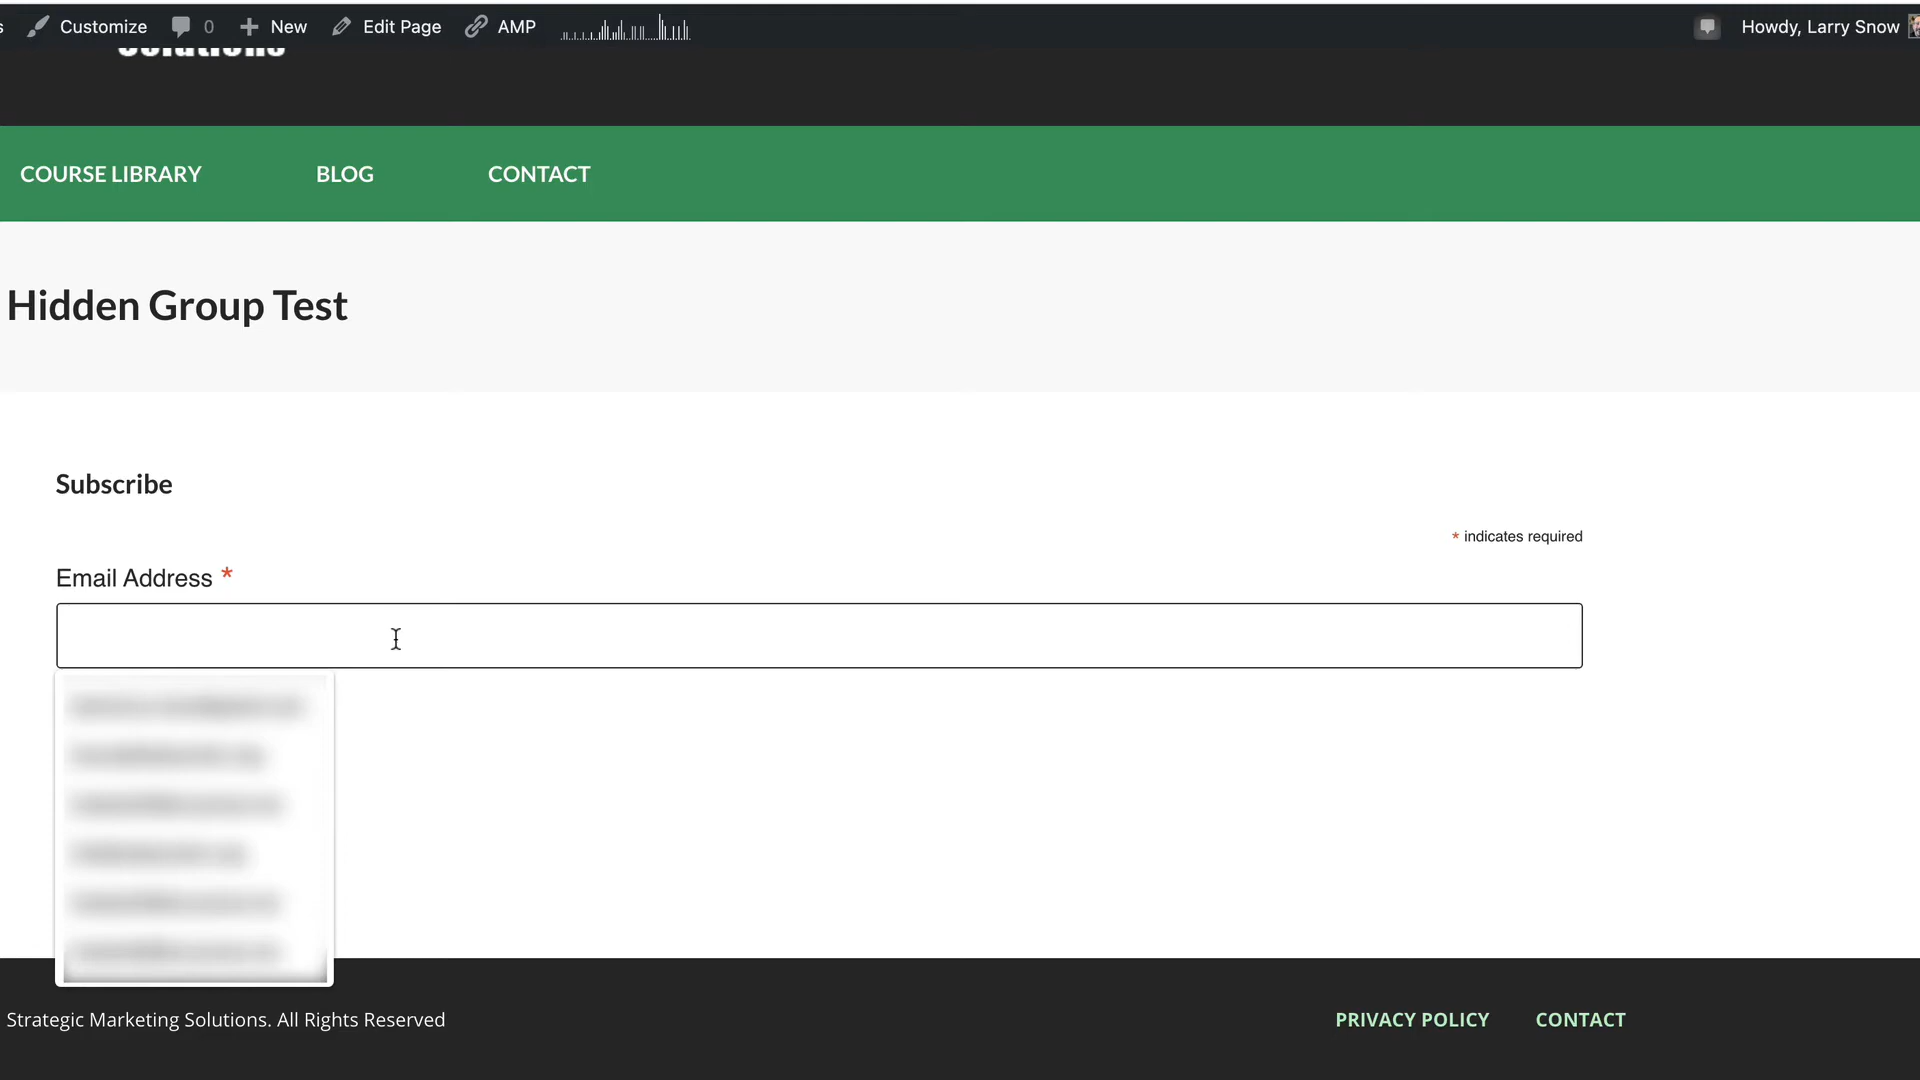 Customize 0 New Edit Page AMP Howdy, Larry Snow
Solutions
COURSE LIBRARY BLOG CONTACT
Hidden Group Test
Subscribe
* indicates required
Email Address *
Strategic Marketing Solutions. All Rights Reserved PRIVACY POLICY CONTACT